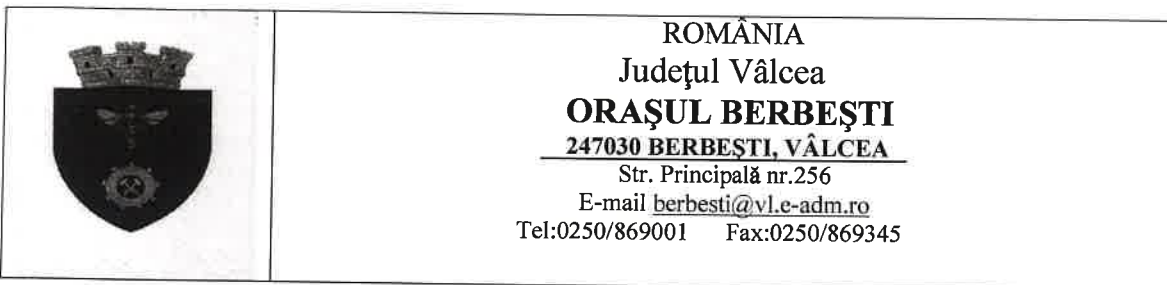 ROMÂNIA
Judeţul Vâlcea
ORAŞUL BERBEŞTI
247030 BERBEŞTI, VÂLCEA
Str. Principală nr.256
E-mail berbesti@vl.e-adm.ro
Tel:0250/869001 Fax:0250/869345